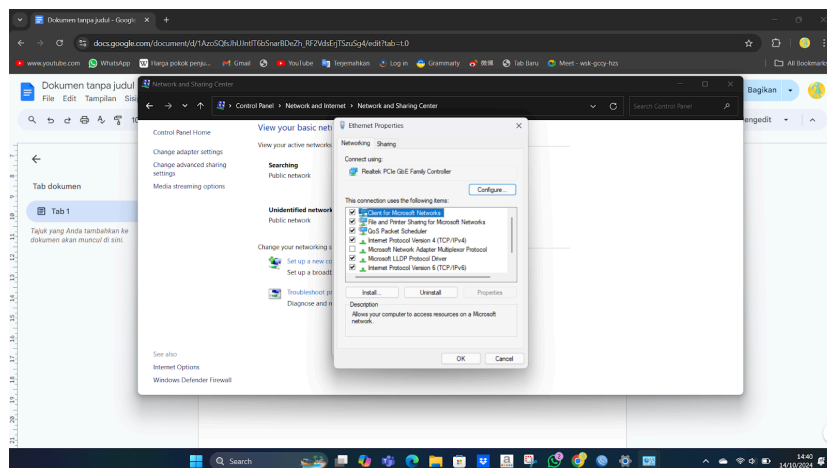 Dokumen tanpa judul - Google
docs.google.com/document/d/1AzoSQfsJhUJntlT6bSnarBDeZh_RF2VdsErjTSzuSg4/edit?tab=t.0
www.youtube.com WhatsApp Harga pokok penju... Gmail YouTube Terjemahkan Log in Grammarly Tab Baru Meet - wsk-gccy-hzs All Bookmarks
Dokumen tanpa judul
File Edit Tampilan Sisi
Bagikan
engedit
Tab dokumen
Tab 1
Tajuk yang Anda tambahkan ke
dokumen akan muncul di sini.
Network and Sharing Center
Control Panel > Network and Internet > Network and Sharing Center
Search Control Panel
Control Panel Home
Change adapter settings
Change advanced sharing
settings
Media streaming options
See also
Internet Options
Windows Defender Firewall
View your basic net
View your active networks
Searching
Public network
Unidentified network
Public network
Change your networking s
Set up a new co
Set up a broadb
Troubleshoot pr
Diagnose and r
Ethernet Properties
Networking Sharing
Connect using:
Realtek PCIe GbE Family Controller
Configure...
This connection uses the following items:
Client for Microsoft Networks
File and Printer Sharing for Microsoft Networks
QoS Packet Scheduler
Internet Protocol Version 4 (TCP/IPv4)
Microsoft Network Adapter Multiplexor Protocol
Microsoft LLDP Protocol Driver
Internet Protocol Version 6 (TCP/IPv6)
Install... Uninstall Properties
Description
Allows your computer to access resources on a Microsoft
network.
OK Cancel
Search
14:40
14/10/2024